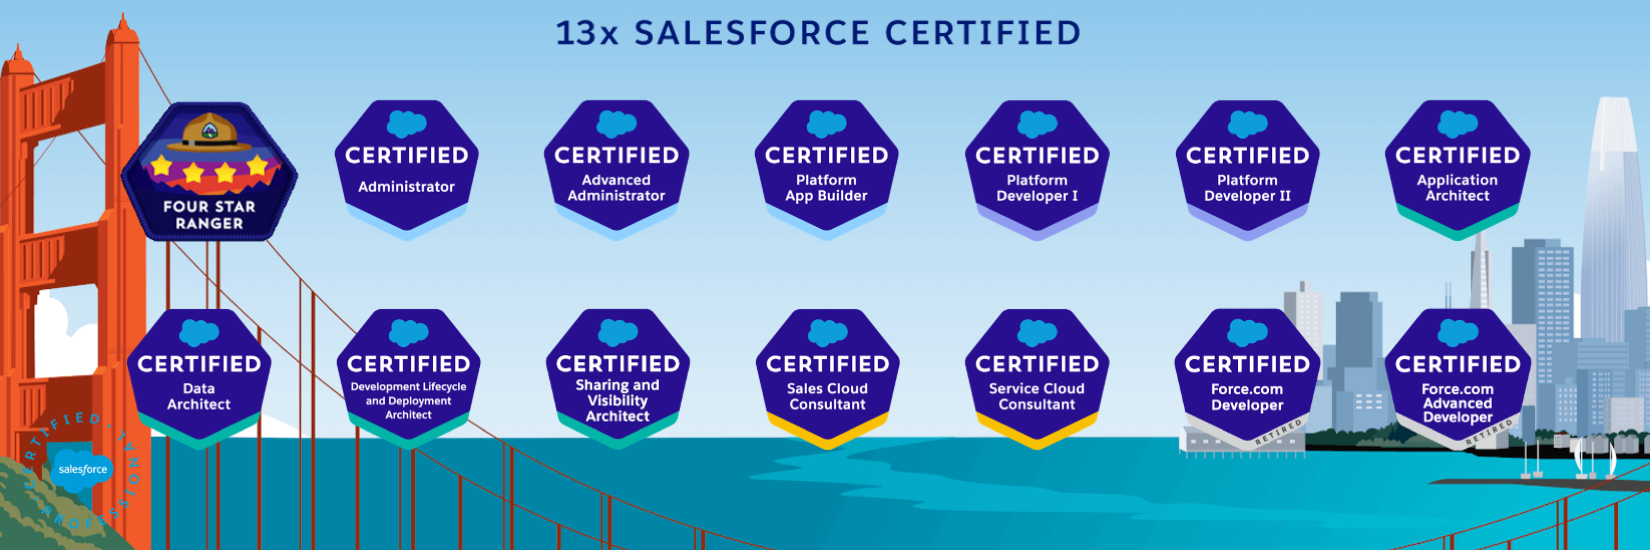 13x SALESFORCE CERTIFIED
FOUR STAR
RANGER
CERTIFIED
Administrator
CERTIFIED
Advanced
Administrator
CERTIFIED
Platform
App Builder
CERTIFIED
Platform
Developer I
CERTIFIED
Platform
Developer II
CERTIFIED
Application
Architect
CERTIFIED
Data
Architect
CERTIFIED
Development Lifecycle
and Deployment
Architect
CERTIFIED
Sharing and
Visibility
Architect
CERTIFIED
Sales Cloud
Consultant
CERTIFIED
Service Cloud
Consultant
CERTIFIED
Force.com
Developer
RETIRED
CERTIFIED
Force.com
Advanced
Developer
RETIRED
CERTIFIED
PROFESSIONAL
salesforce